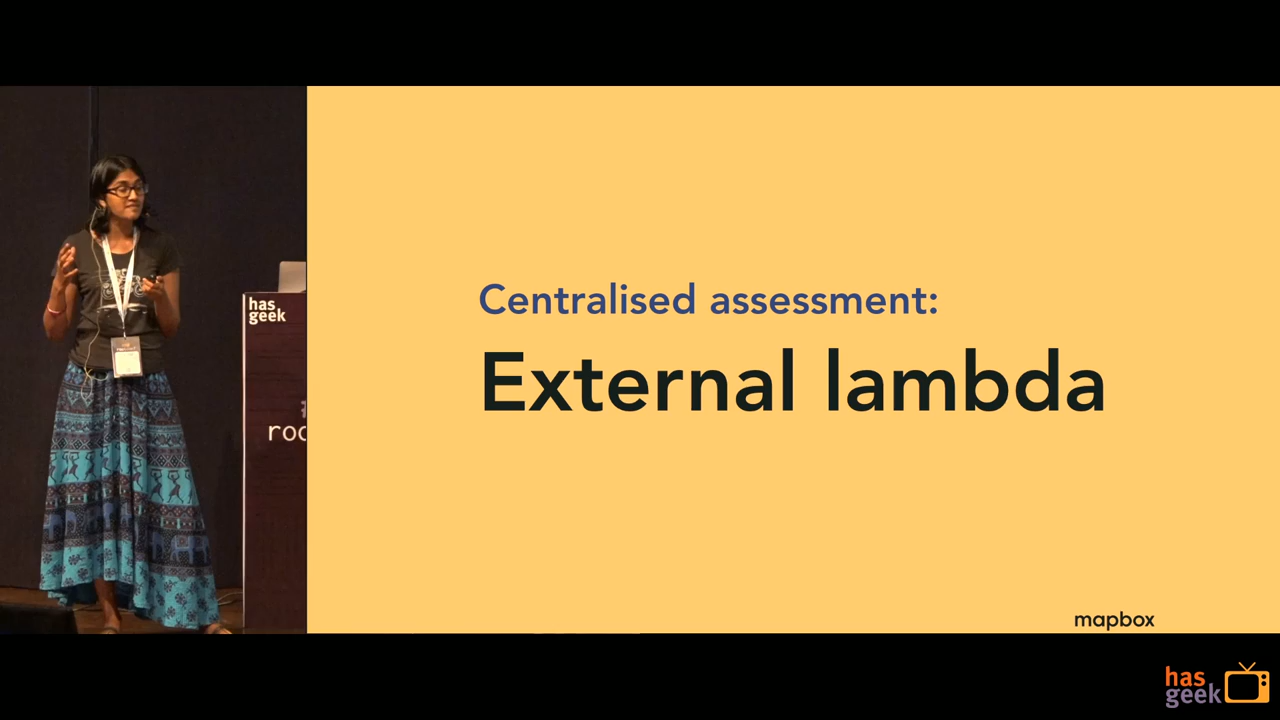 has
geek
Centralised assessment:
External lambda
mapbox
has
geek